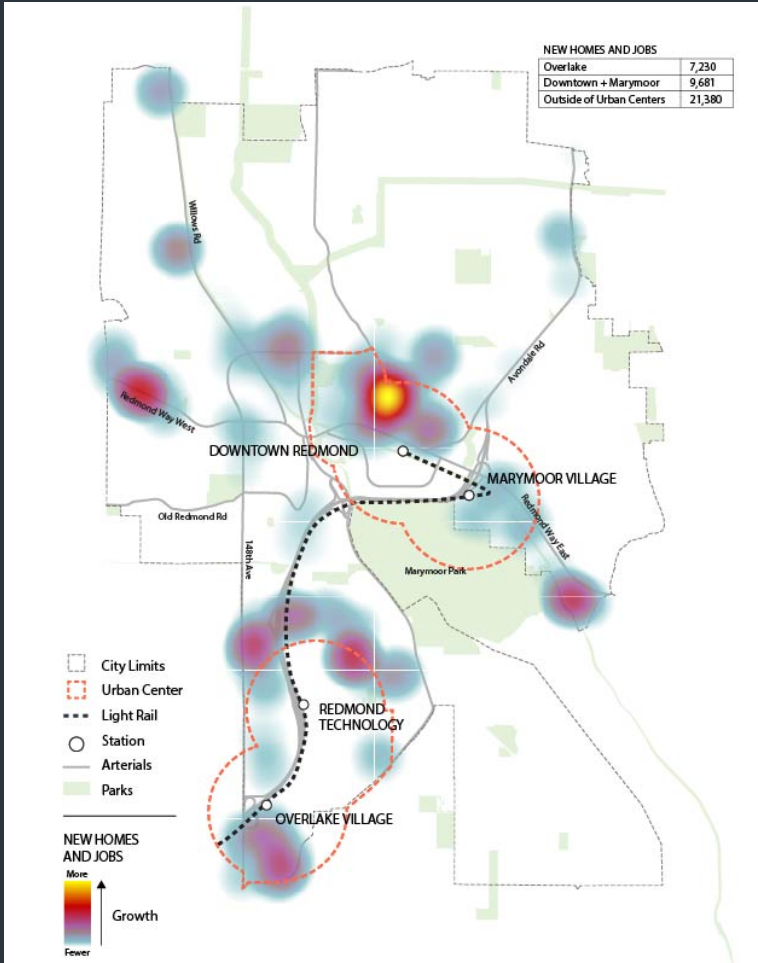 NEW HOMES AND JOBS
Overlake 7,230
Downtown + Marymoor 9,681
Outside of Urban Centers 21,380
Willows Rd
Avondale Rd
Redmond Way West
DOWNTOWN REDMOND
MARYMOOR VILLAGE
Old Redmond Rd
Redmond Way East
148th Ave
Marymoor Park
REDMOND
TECHNOLOGY
OVERLAKE VILLAGE
City Limits
Urban Center
Light Rail
Station
Arterials
Parks
NEW HOMES
AND JOBS
More
Growth
Fewer